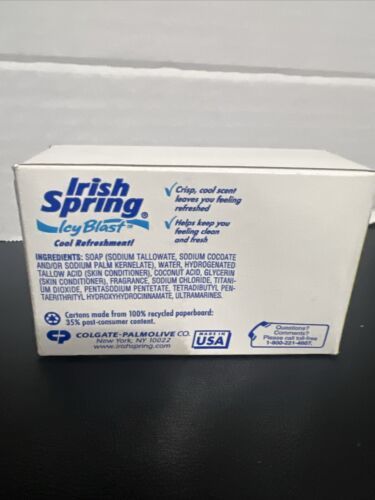 Irish
Spring®
Icy Blast™
Cool Refreshment!
✓ Crisp, cool scent
leaves you feeling
refreshed
✓ Helps keep you
feeling clean
and fresh
INGREDIENTS: SOAP (SODIUM TALLOWATE, SODIUM COCOATE
AND/OR SODIUM PALM KERNELATE), WATER, HYDROGENATED
TALLOW ACID (SKIN CONDITIONER), COCONUT ACID, GLYCERIN
(SKIN CONDITIONER), FRAGRANCE, SODIUM CHLORIDE, TITANI-
UM DIOXIDE, PENTASODIUM PENTETATE, TETRADIBUTYL PEN-
TAERITHRITYL HYDROXYHYDROCINNAMATE, ULTRAMARINES.
Cartons made from 100% recycled paperboard:
35% post-consumer content.
CP COLGATE-PALMOLIVE CO.
New York, NY 10022
www.irishspring.com
MADE IN
USA
Questions?
Comments?
Please call toll-free
1-800-221-4607.